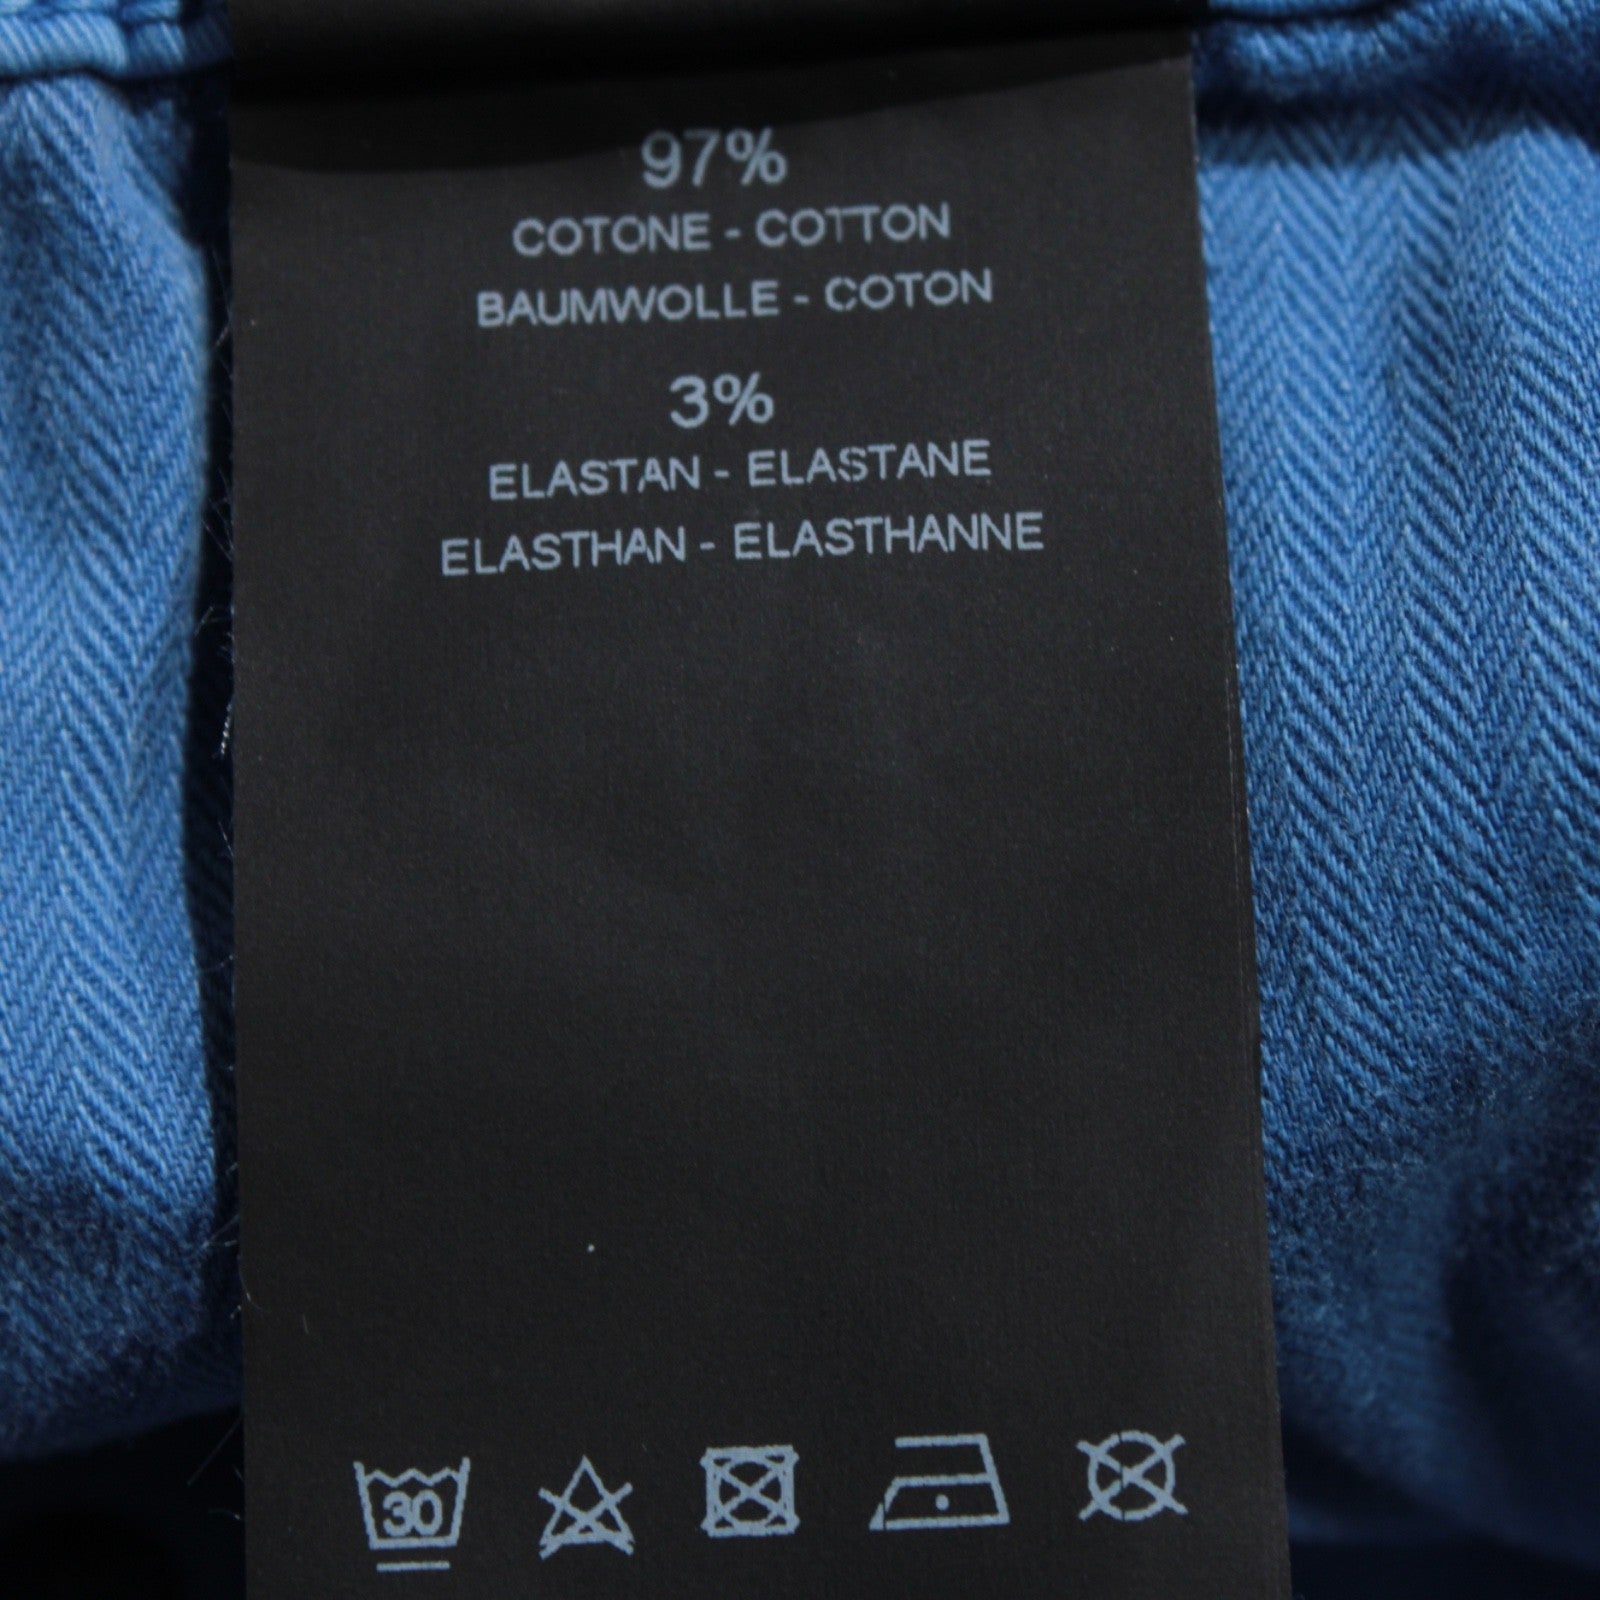 97%
COTONE - COTTON
BAUMWOLLE - COTON
3%
ELASTAN - ELASTANE
ELASTHAN - ELASTHANNE
30